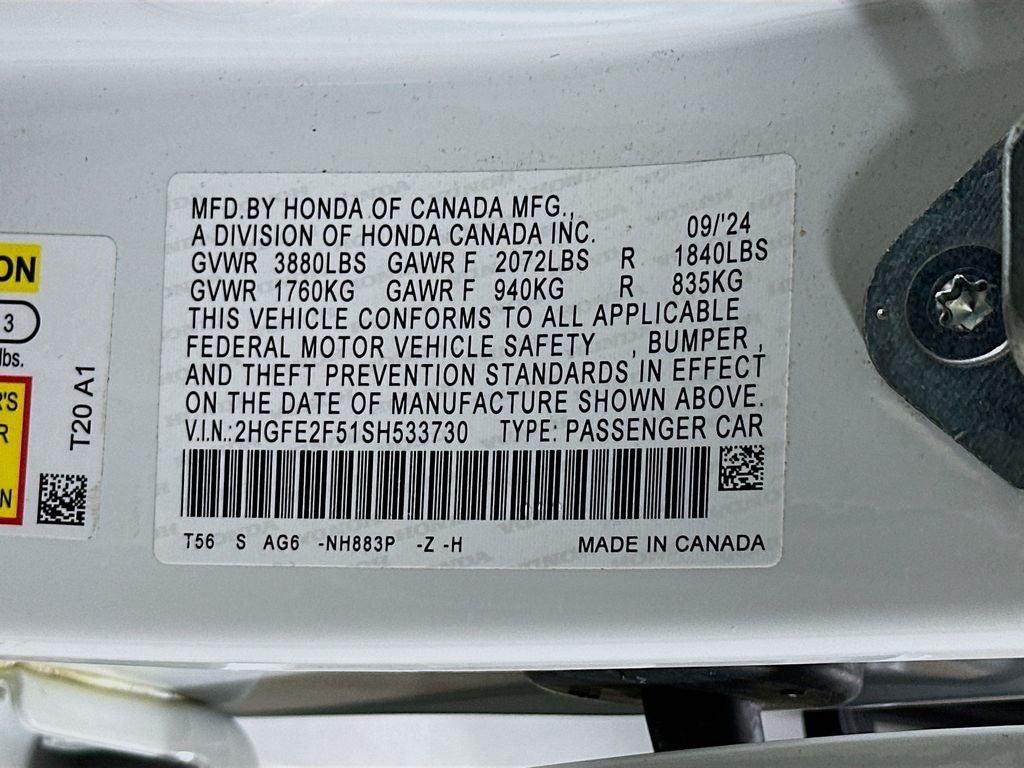 MFD.BY HONDA OF CANADA MFG.,
A DIVISION OF HONDA CANADA INC. 09/'24
GVWR 3880LBS GAWR F 2072LBS R 1840LBS
GVWR 1760KG GAWR F 940KG R 835KG
THIS VEHICLE CONFORMS TO ALL APPLICABLE
FEDERAL MOTOR VEHICLE SAFETY , BUMPER ,
AND THEFT PREVENTION STANDARDS IN EFFECT
ON THE DATE OF MANUFACTURE SHOWN ABOVE.
V.I.N.: 2HGFE2F51SH533730 TYPE: PASSENGER CAR
T56 S AG6 -NH883P -Z -H MADE IN CANADA
ON
3
lbs.
R'S
R
N
T20 A1